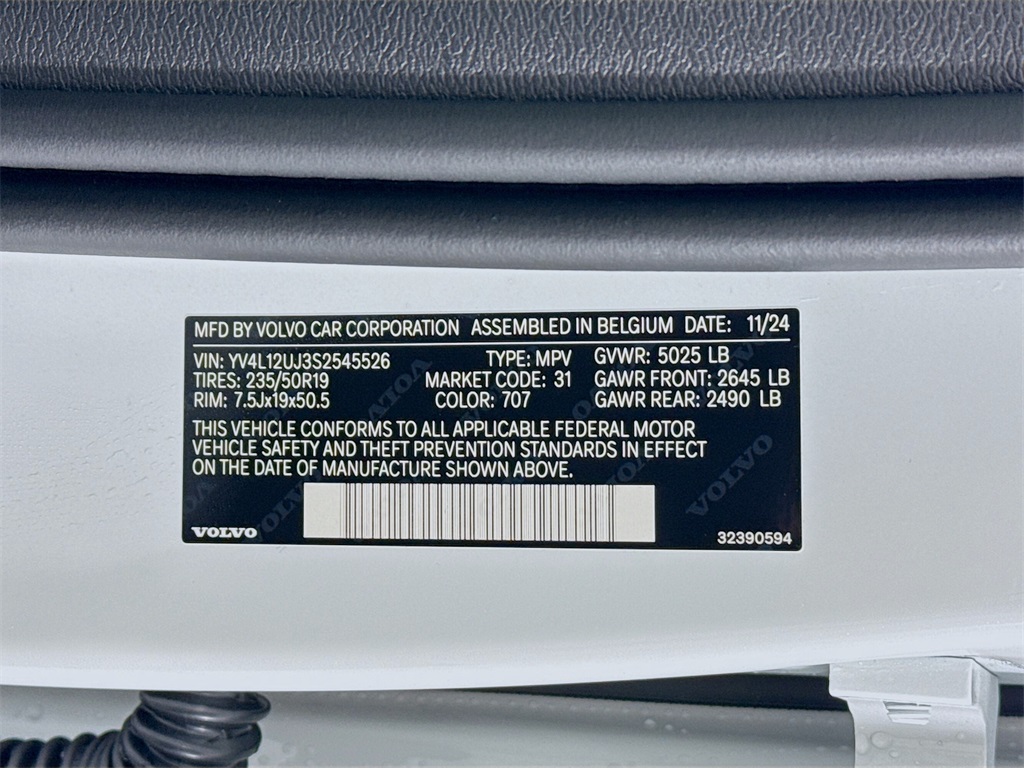 MFD BY VOLVO CAR CORPORATION ASSEMBLED IN BELGIUM DATE: 11/24
VIN: YV4L12UJ3S2545526 TYPE: MPV GVWR: 5025 LB
TIRES: 235/50R19 MARKET CODE: 31 GAWR FRONT: 2645 LB
RIM: 7.5Jx19x50.5 COLOR: 707 GAWR REAR: 2490 LB
THIS VEHICLE CONFORMS TO ALL APPLICABLE FEDERAL MOTOR
VEHICLE SAFETY AND THEFT PREVENTION STANDARDS IN EFFECT
ON THE DATE OF MANUFACTURE SHOWN ABOVE.
VOLVO
VOLVO 32390594